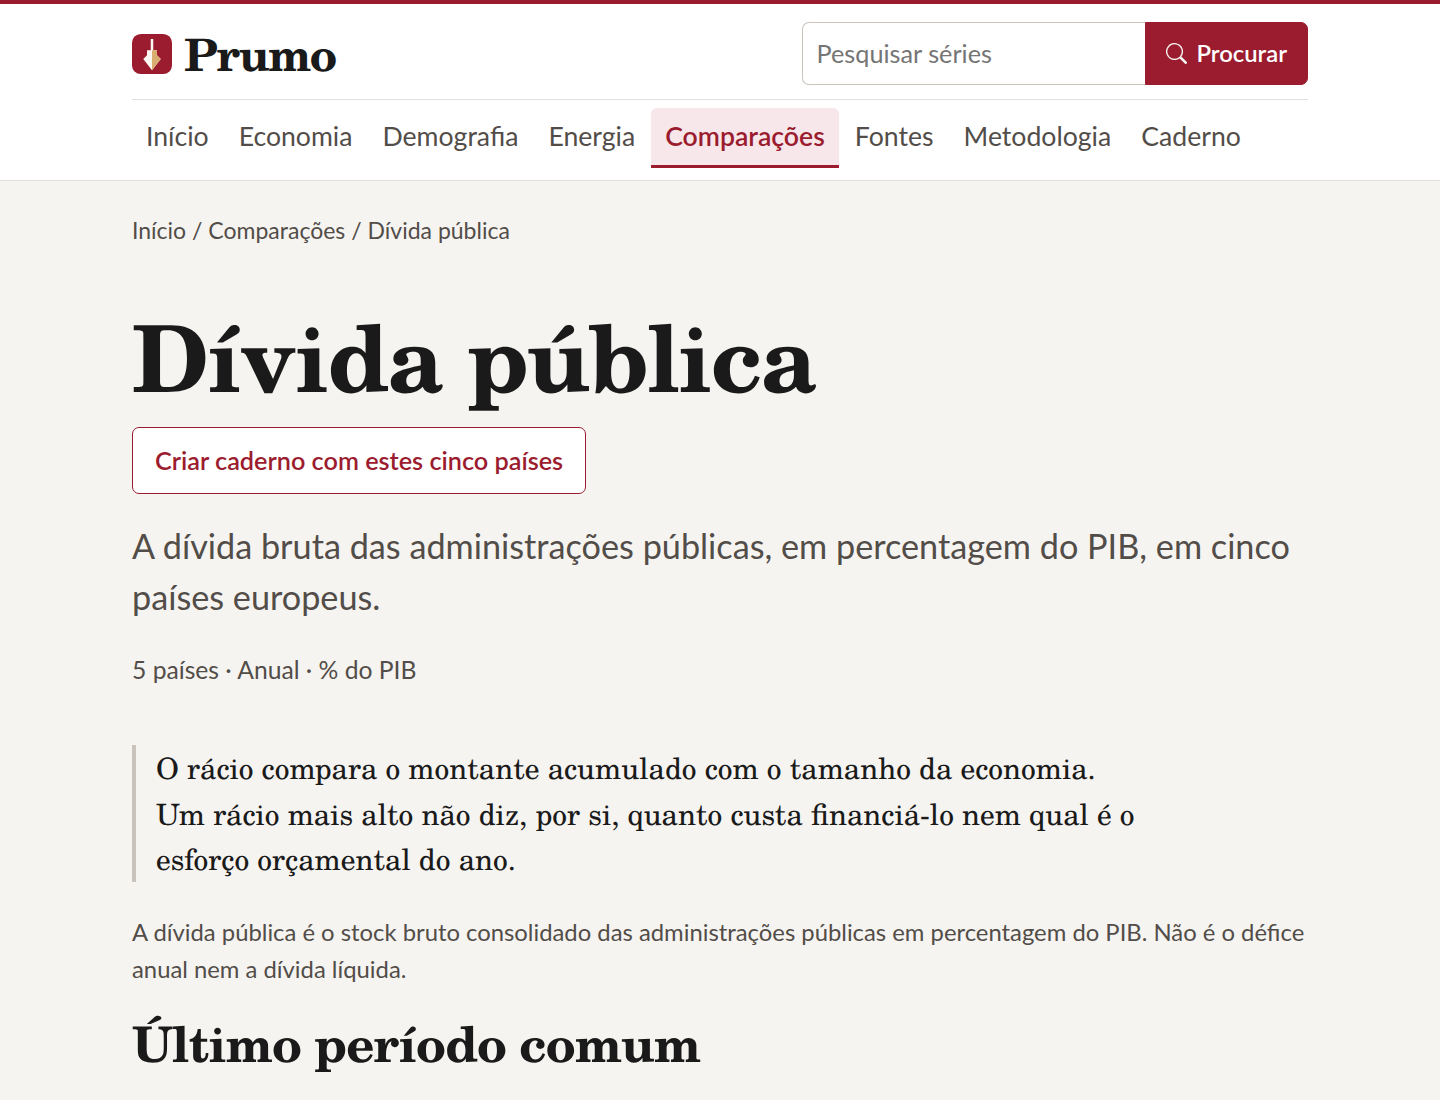 Prumo
Pesquisar séries
Procurar
Início
Economia
Demografia
Energia
Comparações
Fontes
Metodologia
Caderno
Início / Comparações / Dívida pública
Dívida pública
Criar caderno com estes cinco países
A dívida bruta das administrações públicas, em percentagem do PIB, em cinco
países europeus.
5 países · Anual · % do PIB
O rácio compara o montante acumulado com o tamanho da economia.
Um rácio mais alto não diz, por si, quanto custa financiá-lo nem qual é o
esforço orçamental do ano.
A dívida pública é o stock bruto consolidado das administrações públicas em percentagem do PIB. Não é o défice
anual nem a dívida líquida.
Último período comum